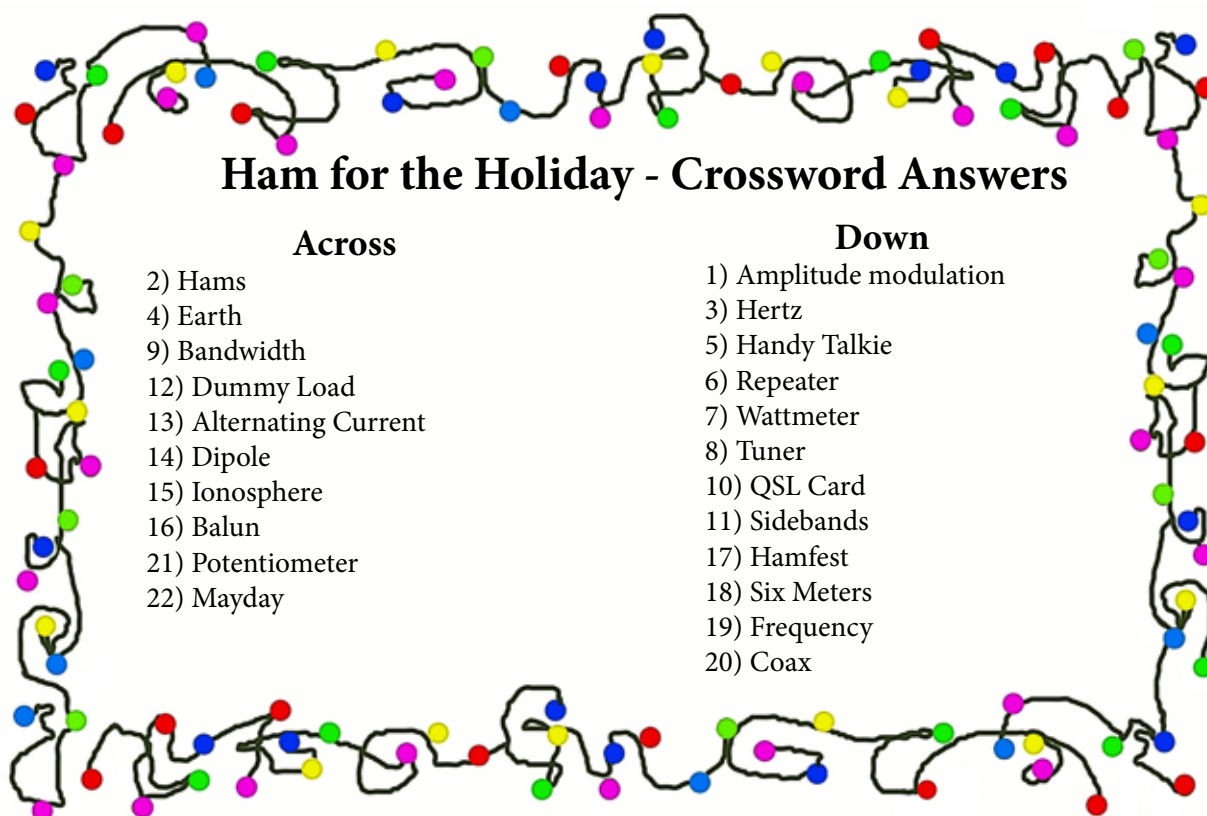 Ham for the Holiday - Crossword Answers
Across
2) Hams
4) Earth
9) Bandwidth
12) Dummy Load
13) Alternating Current
14) Dipole
15) Ionosphere
16) Balun
21) Potentiometer
22) Mayday
Down
1) Amplitude modulation
3) Hertz
5) Handy Talkie
6) Repeater
7) Wattmeter
8) Tuner
10) QSL Card
11) Sidebands
17) Hamfest
18) Six Meters
19) Frequency
20) Coax